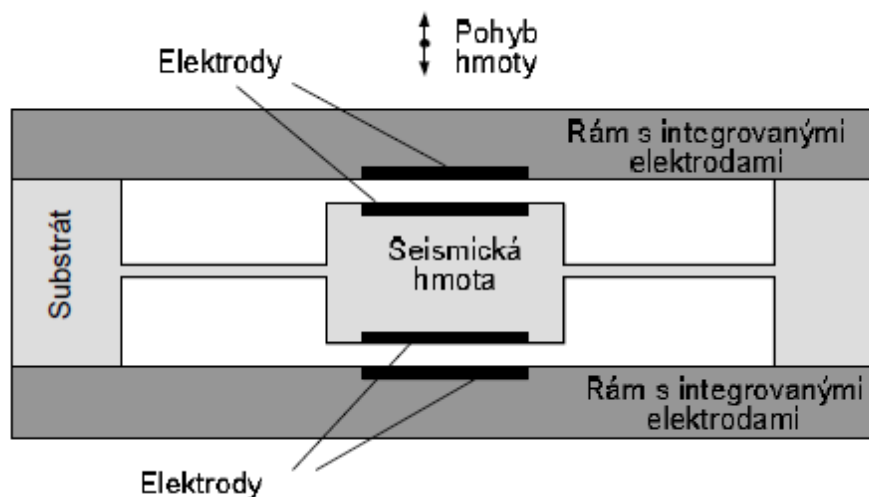 Pohyb
hmoty
Elektrody
Rám s integrovanými
elektrodami
Substrát
Seismická
hmota
Rám s integrovanými
elektrodami
Elektrody